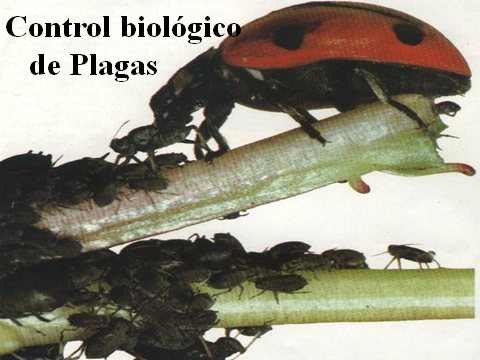 Control biológico
de Plagas